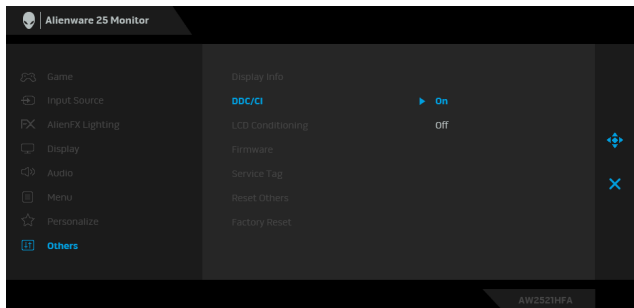 Alienware 25 Monitor
Game
Input Source
AlienFX Lighting
Display
Audio
Menu
Personalize
Others
Display Info
DDC/CI On
Off
LCD Conditioning
Firmware
Service Tag
Reset Others
Factory Reset
AW2521HFA